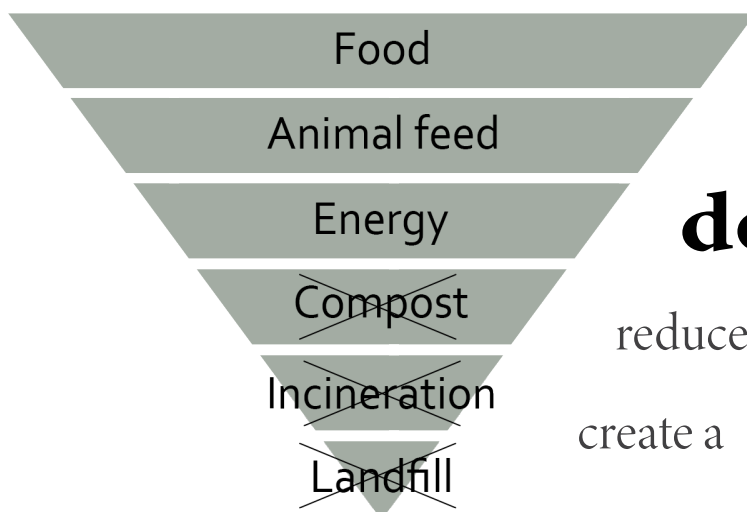 Food
Animal feed
Energy
Compost
Incineration
Landfill
reduce
create a